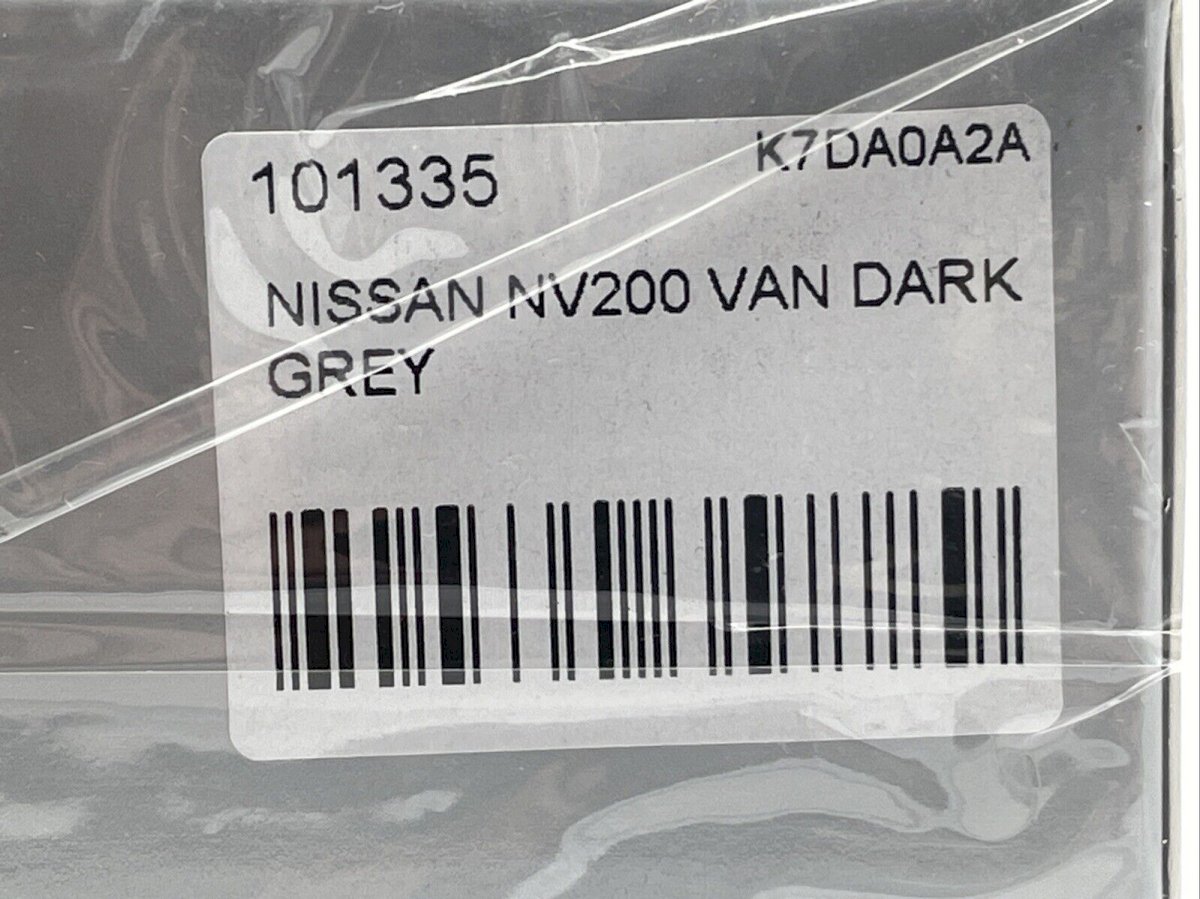 101335
K7DA0A2A
NISSAN NV200 VAN DARK
GREY